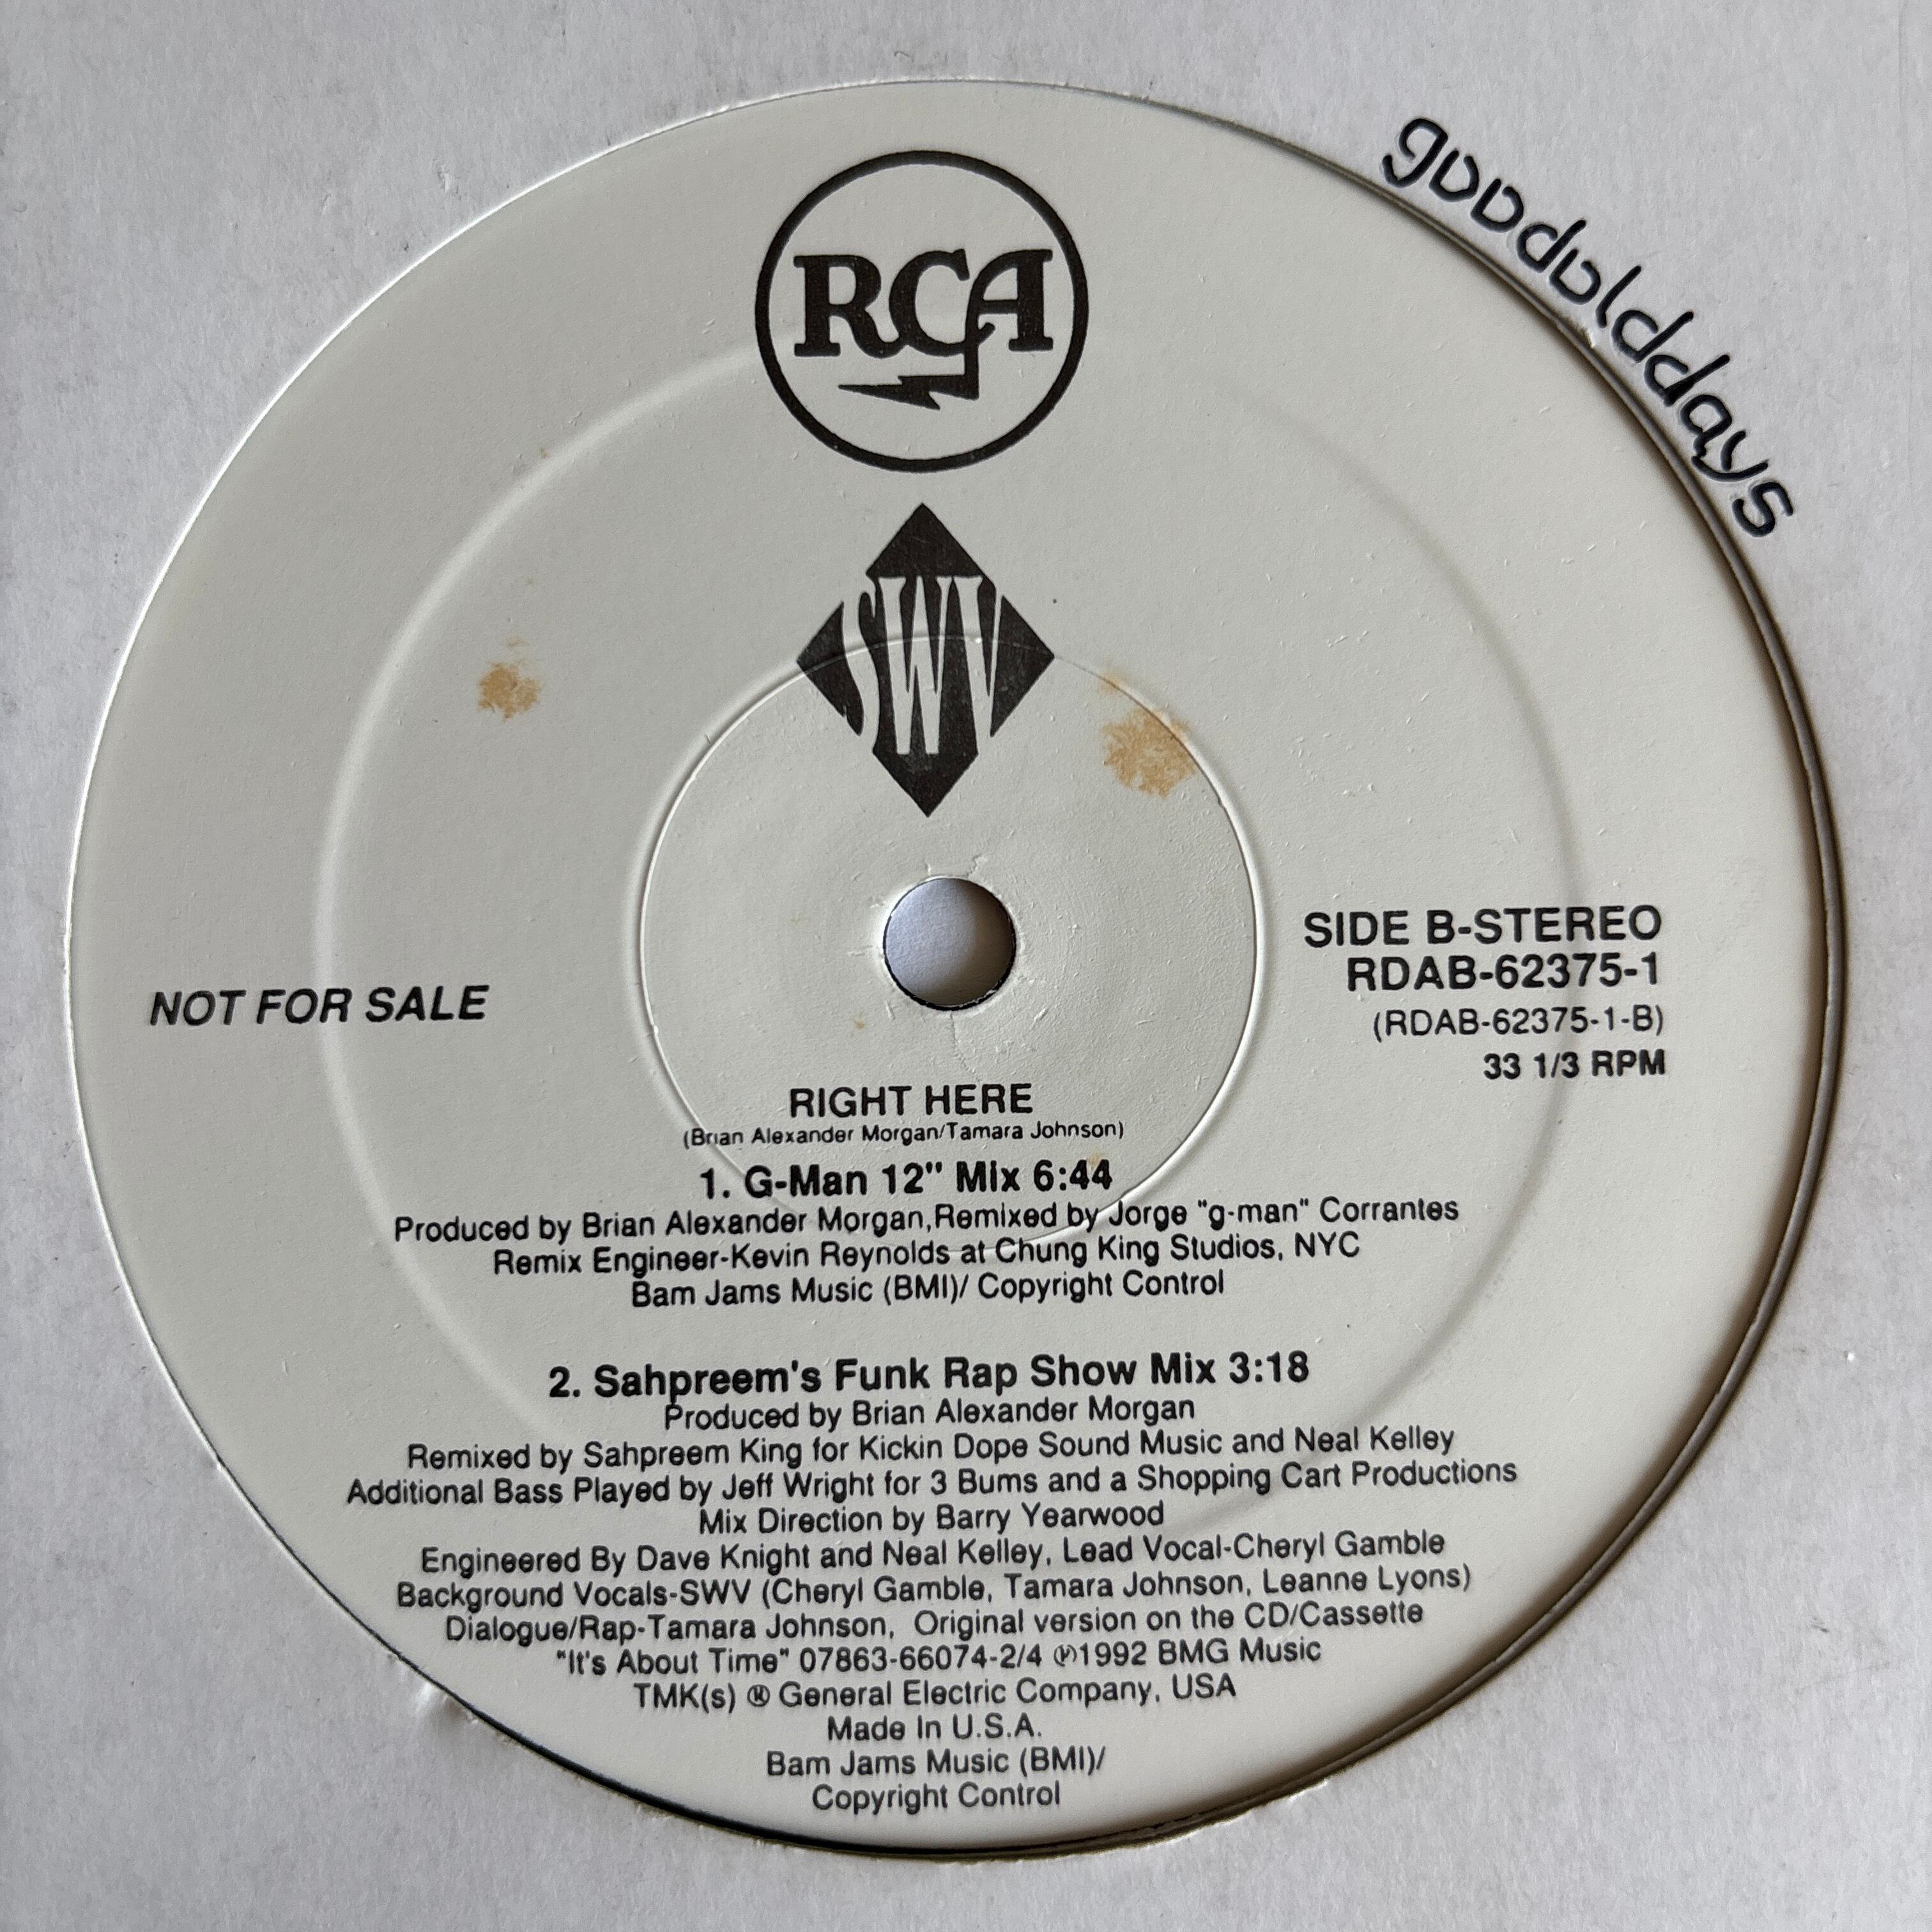 gooddolddays
RCA
SWV
NOT FOR SALE
SIDE B-STEREO
RDAB-62375-1
(RDAB-62375-1-B)
33 1/3 RPM
RIGHT HERE
(Brian Alexander Morgan/Tamara Johnson)
1. G-Man 12" Mix 6:44
Produced by Brian Alexander Morgan,Remixed by Jorge "g-man" Corrantes
Remix Engineer-Kevin Reynolds at Chung King Studios, NYC
Bam Jams Music (BMI)/ Copyright Control
2. Sahpreem's Funk Rap Show Mix 3:18
Produced by Brian Alexander Morgan
Remixed by Sahpreem King for Kickin Dope Sound Music and Neal Kelley
Additional Bass Played by Jeff Wright for 3 Bums and a Shopping Cart Productions
Mix Direction by Barry Yearwood
Engineered By Dave Knight and Neal Kelley, Lead Vocal-Cheryl Gamble
Background Vocals-SWV (Cheryl Gamble, Tamara Johnson, Leanne Lyons)
Dialogue/Rap-Tamara Johnson, Original version on the CD/Cassette
"It's About Time" 07863-66074-2/4 ℗1992 BMG Music
TMK(s) ® General Electric Company, USA
Made In U.S.A.
Bam Jams Music (BMI)/
Copyright Control